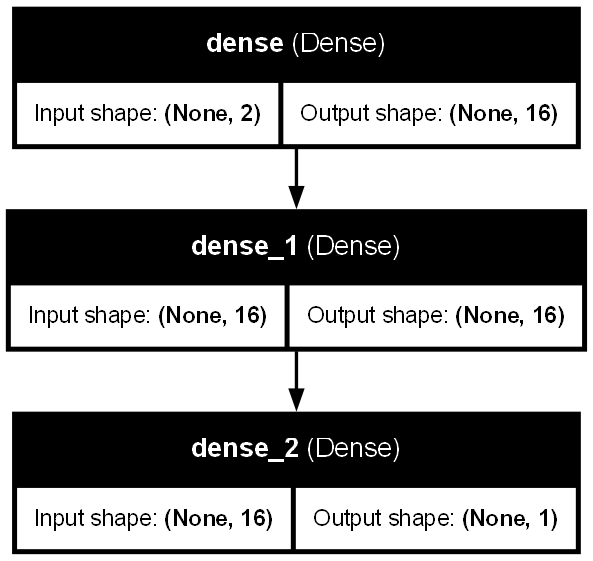 dense (Dense)
Input shape: (None, 2) Output shape: (None, 16)
dense_1 (Dense)
Input shape: (None, 16) Output shape: (None, 16)
dense_2 (Dense)
Input shape: (None, 16) Output shape: (None, 1)